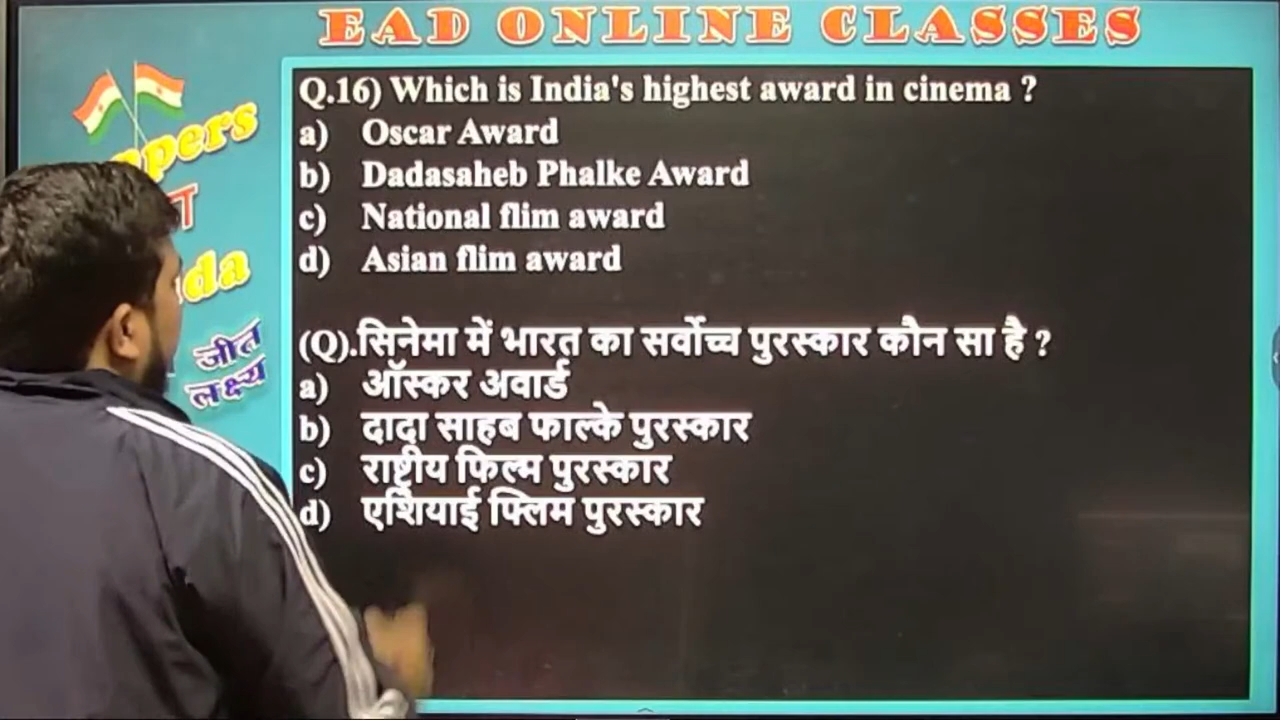 EAD ONLINE CLASSES
Q.16) Which is India's highest award in cinema ?
a) Oscar Award
b) Dadasaheb Phalke Award
c) National flim award
d) Asian flim award
(Q).सिनेमा में भारत का सर्वोच्च पुरस्कार कौन सा है ?
a) ऑस्कर अवार्ड
b) दादा साहब फाल्के पुरस्कार
c) राष्ट्रीय फिल्म पुरस्कार
d) एशियाई फ्लिम पुरस्कार
जीत
लक्ष्य